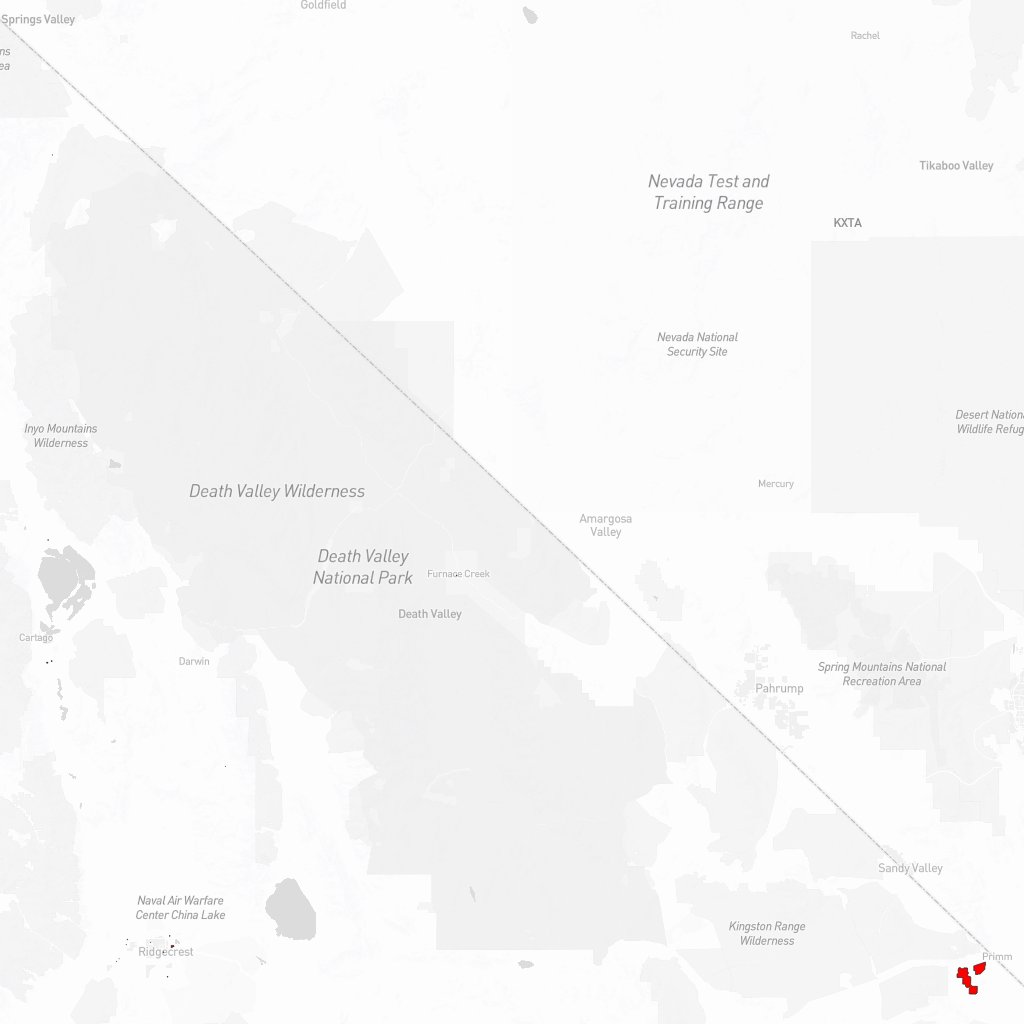 Goldfield
Springs Valley
Rachel
ns
ea
Tikaboo Valley
Nevada Test and
Training Range
KXTA
Nevada National
Security Site
Desert Nationa
Wildlife Refug
Inyo Mountains
Wilderness
Mercury
Death Valley Wilderness
Amargosa
Valley
Death Valley
National Park
Furnace Creek
Death Valley
Cartago
Darwin
Spring Mountains National
Recreation Area
Pahrump
Sandy Valley
Naval Air Warfare
Center China Lake
Ridgecrest
Kingston Range
Wilderness
Primm